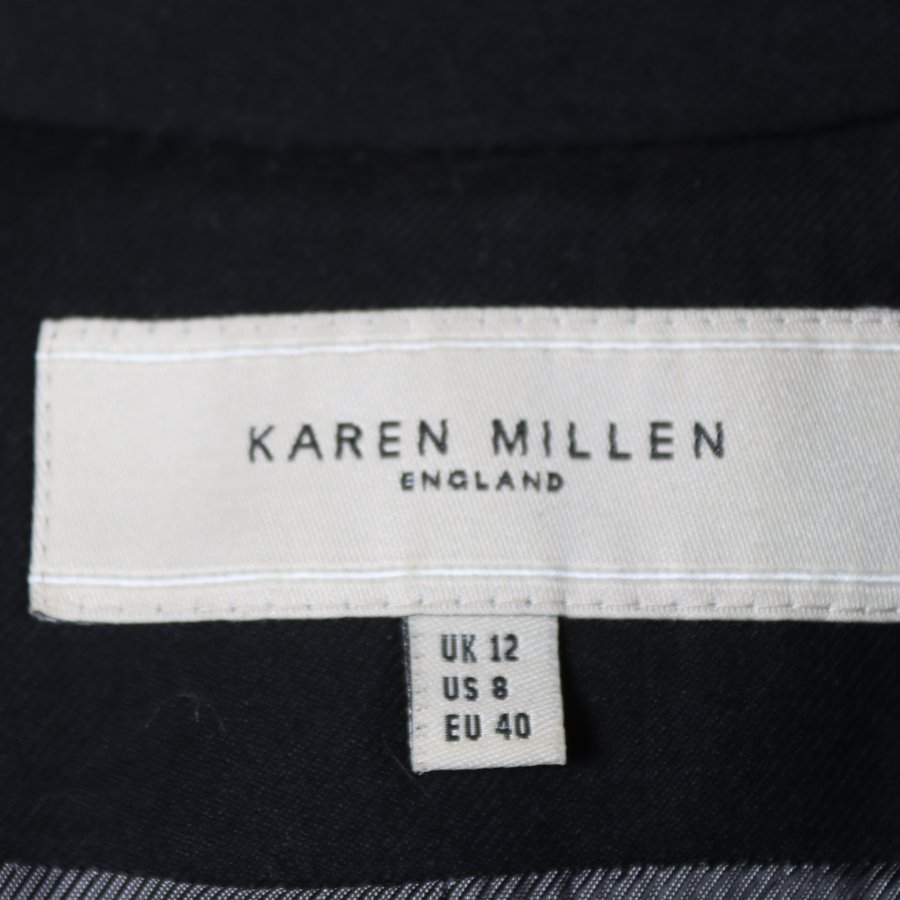 KAREN MILLEN
ENGLAND
UK 12
US 8
EU 40